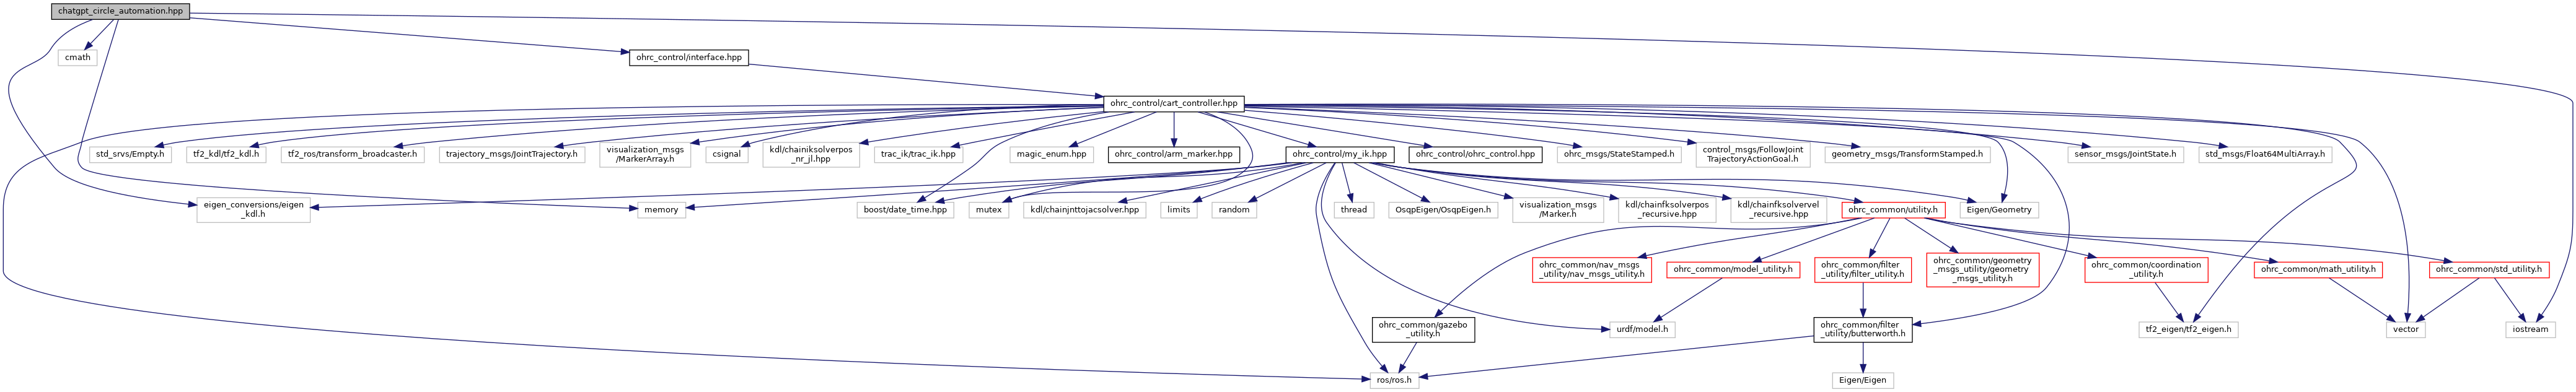 chatgpt_circle_automation.hpp
cmath
ohrc_control/interface.hpp
ohrc_control/cart_controller.hpp
std_srvs/Empty.h
tf2_kdl/tf2_kdl.h
tf2_ros/transform_broadcaster.h
trajectory_msgs/JointTrajectory.h
visualization_msgs
/MarkerArray.h
csignal
kdl/chainiksolverpos
_nr_jl.hpp
trac_ik/trac_ik.hpp
magic_enum.hpp
ohrc_control/arm_marker.hpp
ohrc_control/my_ik.hpp
ohrc_control/ohrc_control.hpp
ohrc_msgs/StateStamped.h
control_msgs/FollowJoint
TrajectoryActionGoal.h
geometry_msgs/TransformStamped.h
sensor_msgs/JointState.h
std_msgs/Float64MultiArray.h
eigen_conversions/eigen
_kdl.h
memory
boost/date_time.hpp
mutex
kdl/chainjnttojacsolver.hpp
limits
random
thread
OsqpEigen/OsqpEigen.h
visualization_msgs
/Marker.h
kdl/chainfksolverpos
_recursive.hpp
kdl/chainfksolvervel
_recursive.hpp
ohrc_common/utility.h
Eigen/Geometry
ohrc_common/nav_msgs
_utility/nav_msgs_utility.h
ohrc_common/model_utility.h
ohrc_common/filter
_utility/filter_utility.h
ohrc_common/geometry
_msgs_utility/geometry
_msgs_utility.h
ohrc_common/coordination
_utility.h
ohrc_common/math_utility.h
ohrc_common/std_utility.h
ohrc_common/gazebo
_utility.h
urdf/model.h
ohrc_common/filter
_utility/butterworth.h
tf2_eigen/tf2_eigen.h
vector
iostream
ros/ros.h
Eigen/Eigen